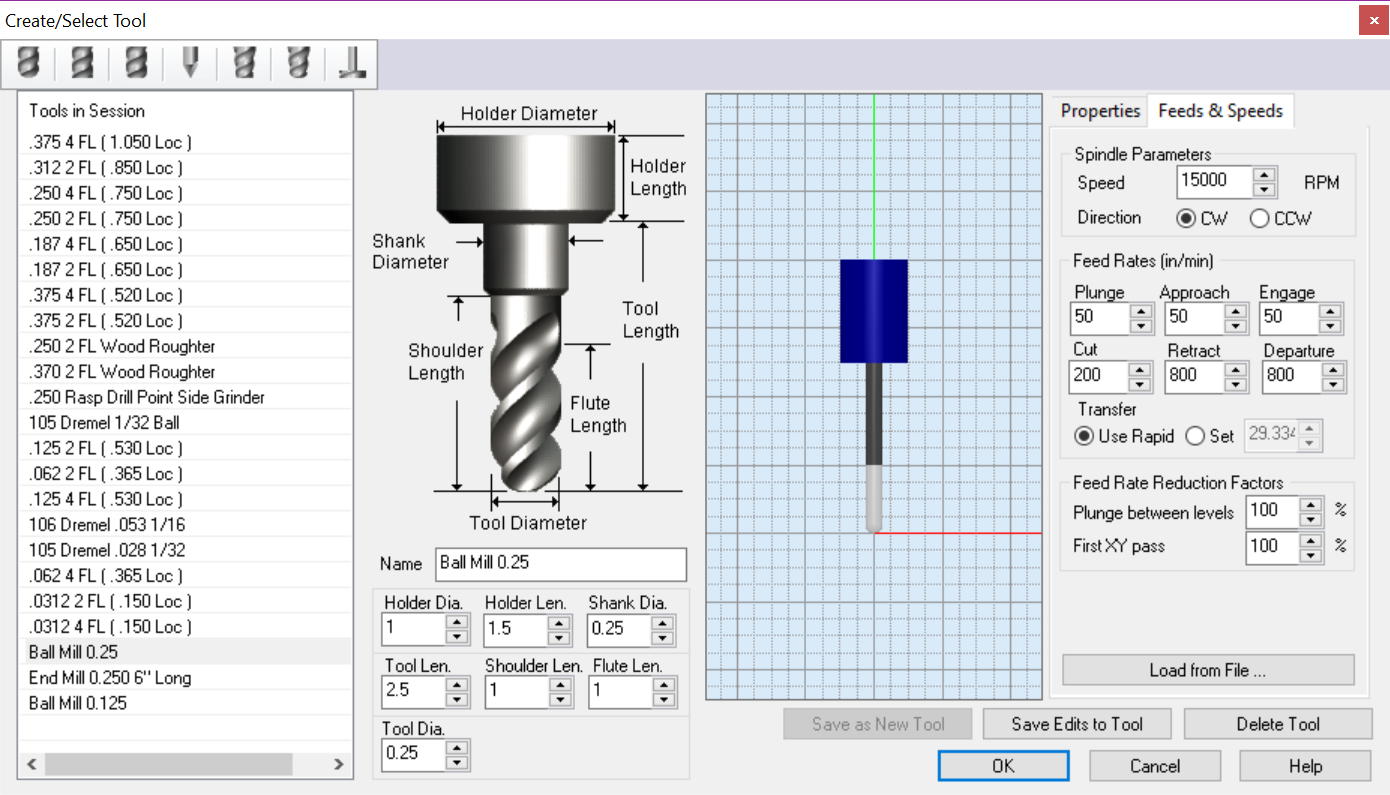 Create/Select Tool
Tools in Session
.375 4 FL ( 1.050 Loc )
.312 2 FL ( .850 Loc )
.250 4 FL ( .750 Loc )
.250 2 FL ( .750 Loc )
.187 4 FL ( .650 Loc )
.187 2 FL ( .650 Loc )
.375 4 FL ( .520 Loc )
.375 2 FL ( .520 Loc )
.250 2 FL Wood Roughter
.370 2 FL Wood Roughter
.250 Rasp Drill Point Side Grinder
105 Dremel 1/32 Ball
.125 2 FL ( .530 Loc )
.062 2 FL ( .365 Loc )
.125 4 FL ( .530 Loc )
106 Dremel .053 1/16
105 Dremel .028 1/32
.062 4 FL ( .365 Loc )
.0312 2 FL ( .150 Loc )
.0312 4 FL ( .150 Loc )
Ball Mill 0.25
End Mill 0.250 6'' Long
Ball Mill 0.125
Holder Diameter
Holder
Length
Shank
Diameter
Tool
Length
Shoulder
Length
Flute
Length
Tool Diameter
Name Ball Mill 0.25
Holder Dia. Holder Len. Shank Dia.
1 1.5 0.25
Tool Len. Shoulder Len. Flute Len.
2.5 1 1
Tool Dia.
0.25
Properties Feeds & Speeds
Spindle Parameters
Speed 15000 RPM
Direction CW CCW
Feed Rates (in/min)
Plunge Approach Engage
50 50 50
Cut Retract Departure
200 800 800
Transfer
Use Rapid Set 29.334
Feed Rate Reduction Factors
Plunge between levels 100 %
First XY pass 100 %
Load from File ...
Save as New Tool Save Edits to Tool Delete Tool
OK Cancel Help